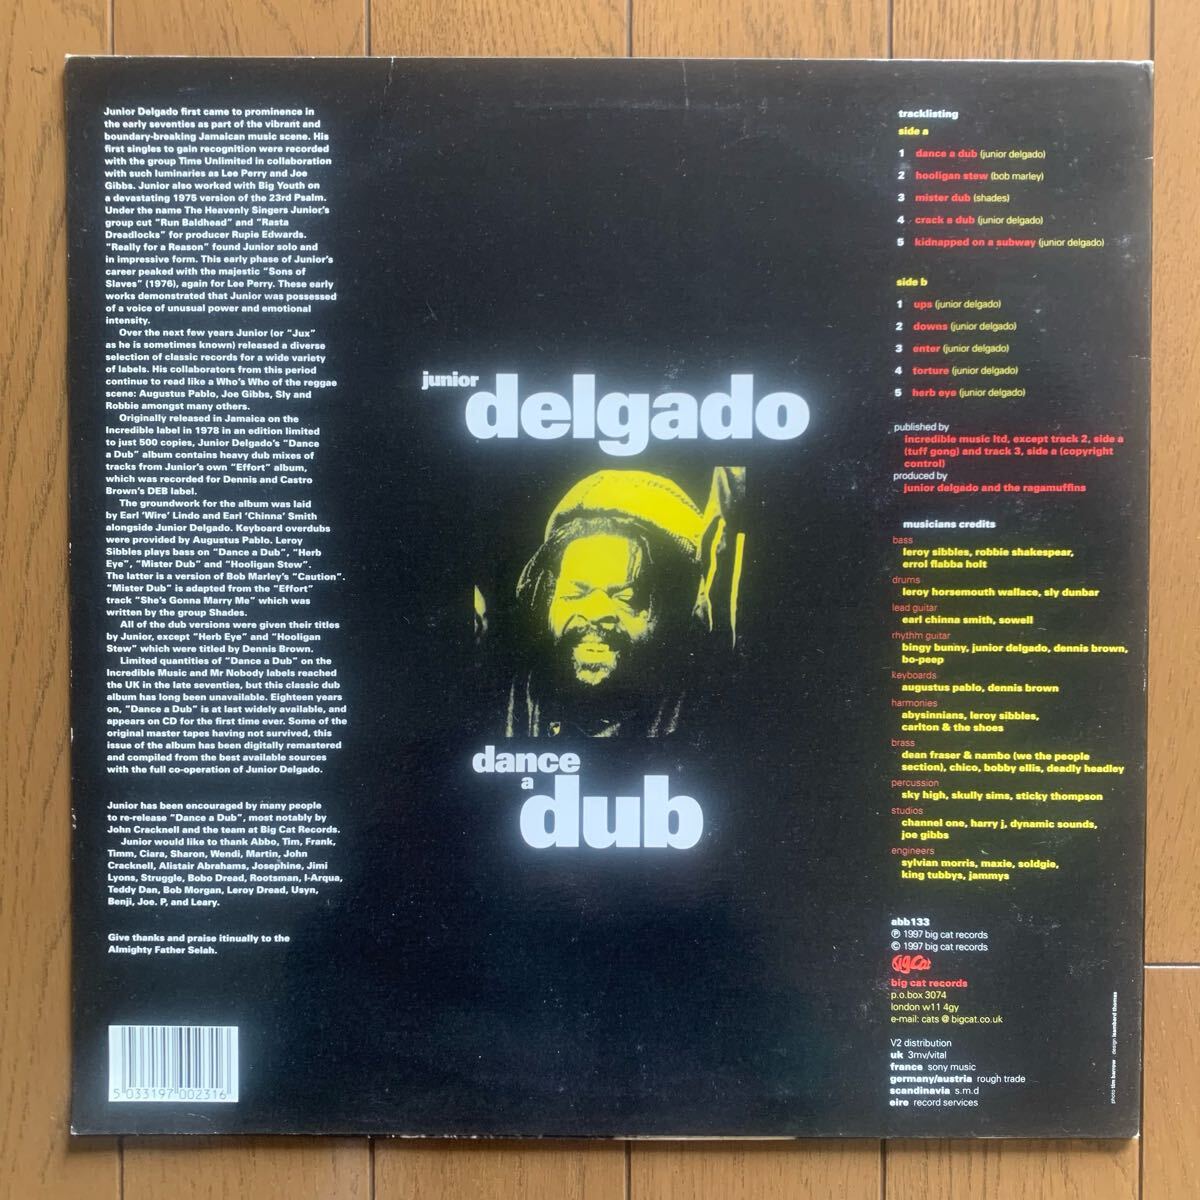 Junior Delgado first came to prominence in
the early seventies as part of the vibrant and
boundary-breaking Jamaican music scene. His
first singles to gain recognition were recorded
with the group Time Unlimited in collaboration
with such luminaries as Lee Perry and Joe
Gibbs. Junior also worked with Big Youth on
a devastating 1975 version of the 23rd Psalm.
Under the name The Heavenly Singers Junior's
group cut "Run Baldhead" and "Rasta
Dreadlocks" for producer Rupie Edwards.
"Really for a Reason" found Junior solo and
in impressive form. This early phase of Junior's
career peaked with the majestic "Sons of
Slaves" (1976), again for Lee Perry. These early
works demonstrated that Junior was possessed
of a voice of unusual power and emotional
intensity.
Over the next few years Junior (or "Jux"
as he is sometimes known) released a diverse
selection of classic records for a wide variety
of labels. His collaborators from this period
continue to read like a Who's Who of the reggae
scene: Augustus Pablo, Joe Gibbs, Sly and
Robbie amongst many others.
Originally released in Jamaica on the
Incredible label in 1978 in an edition limited
to just 500 copies, Junior Delgado's "Dance
a Dub" album contains heavy dub mixes of
tracks from Junior's own "Effort" album,
which was recorded for Dennis and Castro
Brown's DEB label.
The groundwork for the album was laid
by Earl 'Wire' Lindo and Earl 'Chinna' Smith
alongside Junior Delgado. Keyboard overdubs
were provided by Augustus Pablo. Leroy
Sibbles plays bass on "Dance a Dub", "Herb
Eye", "Mister Dub" and "Hooligan Stew".
The latter is a version of Bob Marley's "Caution".
"Mister Dub" is adapted from the "Effort"
track "She's Gonna Marry Me" which was
written by the group Shades.
All of the dub versions were given their titles
by Junior, except "Herb Eye" and "Hooligan
Stew" which were titled by Dennis Brown.
Limited quantities of "Dance a Dub" on the
Incredible Music and Mr Nobody labels reached
the UK in the late seventies, but this classic dub
album has long been unavailable. Eighteen years
on, "Dance a Dub" is at last widely available, and
appears on CD for the first time ever. Some of the
original master tapes having not survived, this
issue of the album has been digitally remastered
and compiled from the best available sources
with the full co-operation of Junior Delgado.
Junior has been encouraged by many people
to re-release "Dance a Dub", most notably by
John Cracknell and the team at Big Cat Records.
Junior would like to thank Abbo, Tim, Frank,
Timm, Ciara, Sharon, Wendi, Martin, John
Cracknell, Alistair Abrahams, Josephine, Jimi
Lyons, Struggle, Bobo Dread, Rootsman, I-Arqua,
Teddy Dan, Bob Morgan, Leroy Dread, Usyn,
Benji, Joe. P, and Leary.
Give thanks and praise itinually to the
Almighty Father Selah.
5 033197 002316
junior
delgado
dance
a
dub
tracklisting
side a
1 dance a dub (junior delgado)
2 hooligan stew (bob marley)
3 mister dub (shades)
4 crack a dub (junior delgado)
5 kidnapped on a subway (junior delgado)
side b
1 ups (junior delgado)
2 downs (junior delgado)
3 enter (junior delgado)
4 torture (junior delgado)
5 herb eye (junior delgado)
published by
incredible music ltd, except track 2, side a
(tuff gong) and track 3, side a (copyright
control)
produced by
junior delgado and the ragamuffins
musicians credits
bass
leroy sibbles, robbie shakespear,
errol flabba holt
drums
leroy horsemouth wallace, sly dunbar
lead guitar
earl chinna smith, sowell
rhythm guitar
bingy bunny, junior delgado, dennis brown,
bo-peep
keyboards
augustus pablo, dennis brown
harmonies
abysinnians, leroy sibbles,
carlton & the shoes
brass
dean fraser & nambo (we the people
section), chico, bobby ellis, deadly headley
percussion
sky high, skully sims, sticky thompson
studios
channel one, harry j, dynamic sounds,
joe gibbs
engineers
sylvian morris, maxie, soldgie,
king tubbys, jammys
abb133
℗ 1997 big cat records
© 1997 big cat records
BigCat
big cat records
p.o.box 3074
london w11 4gy
e-mail: cats @ bigcat.co.uk
V2 distribution
uk 3mv/vital
france sony music
germany/austria rough trade
scandinavia s.m.d
eire record services
photo tim barrow design isambard thomas